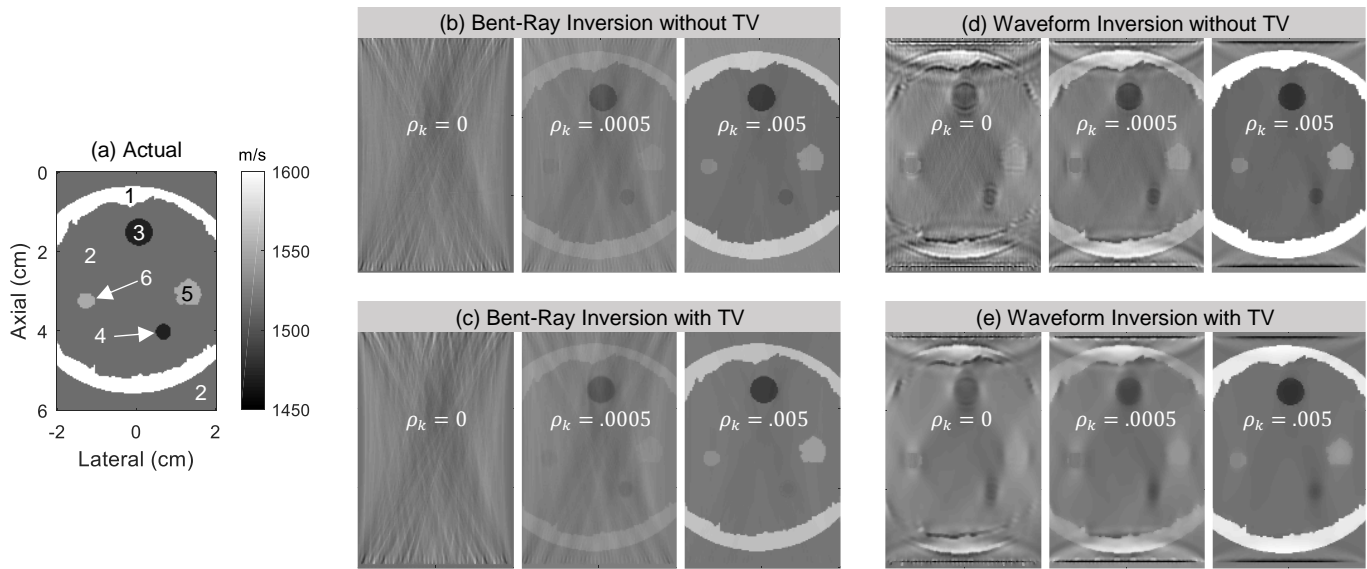 (b) Bent-Ray Inversion without TV
(d) Waveform Inversion without TV
ρk = 0
ρk = .0005
ρk = .005
ρk = 0
ρk = .0005
ρk = .005
(a) Actual
m/s
0
2
4
6
-2
0
2
Axial (cm)
Lateral (cm)
1
2
3
4
5
6
2
1600
1550
1500
1450
(c) Bent-Ray Inversion with TV
(e) Waveform Inversion with TV
ρk = 0
ρk = .0005
ρk = .005
ρk = 0
ρk = .0005
ρk = .005